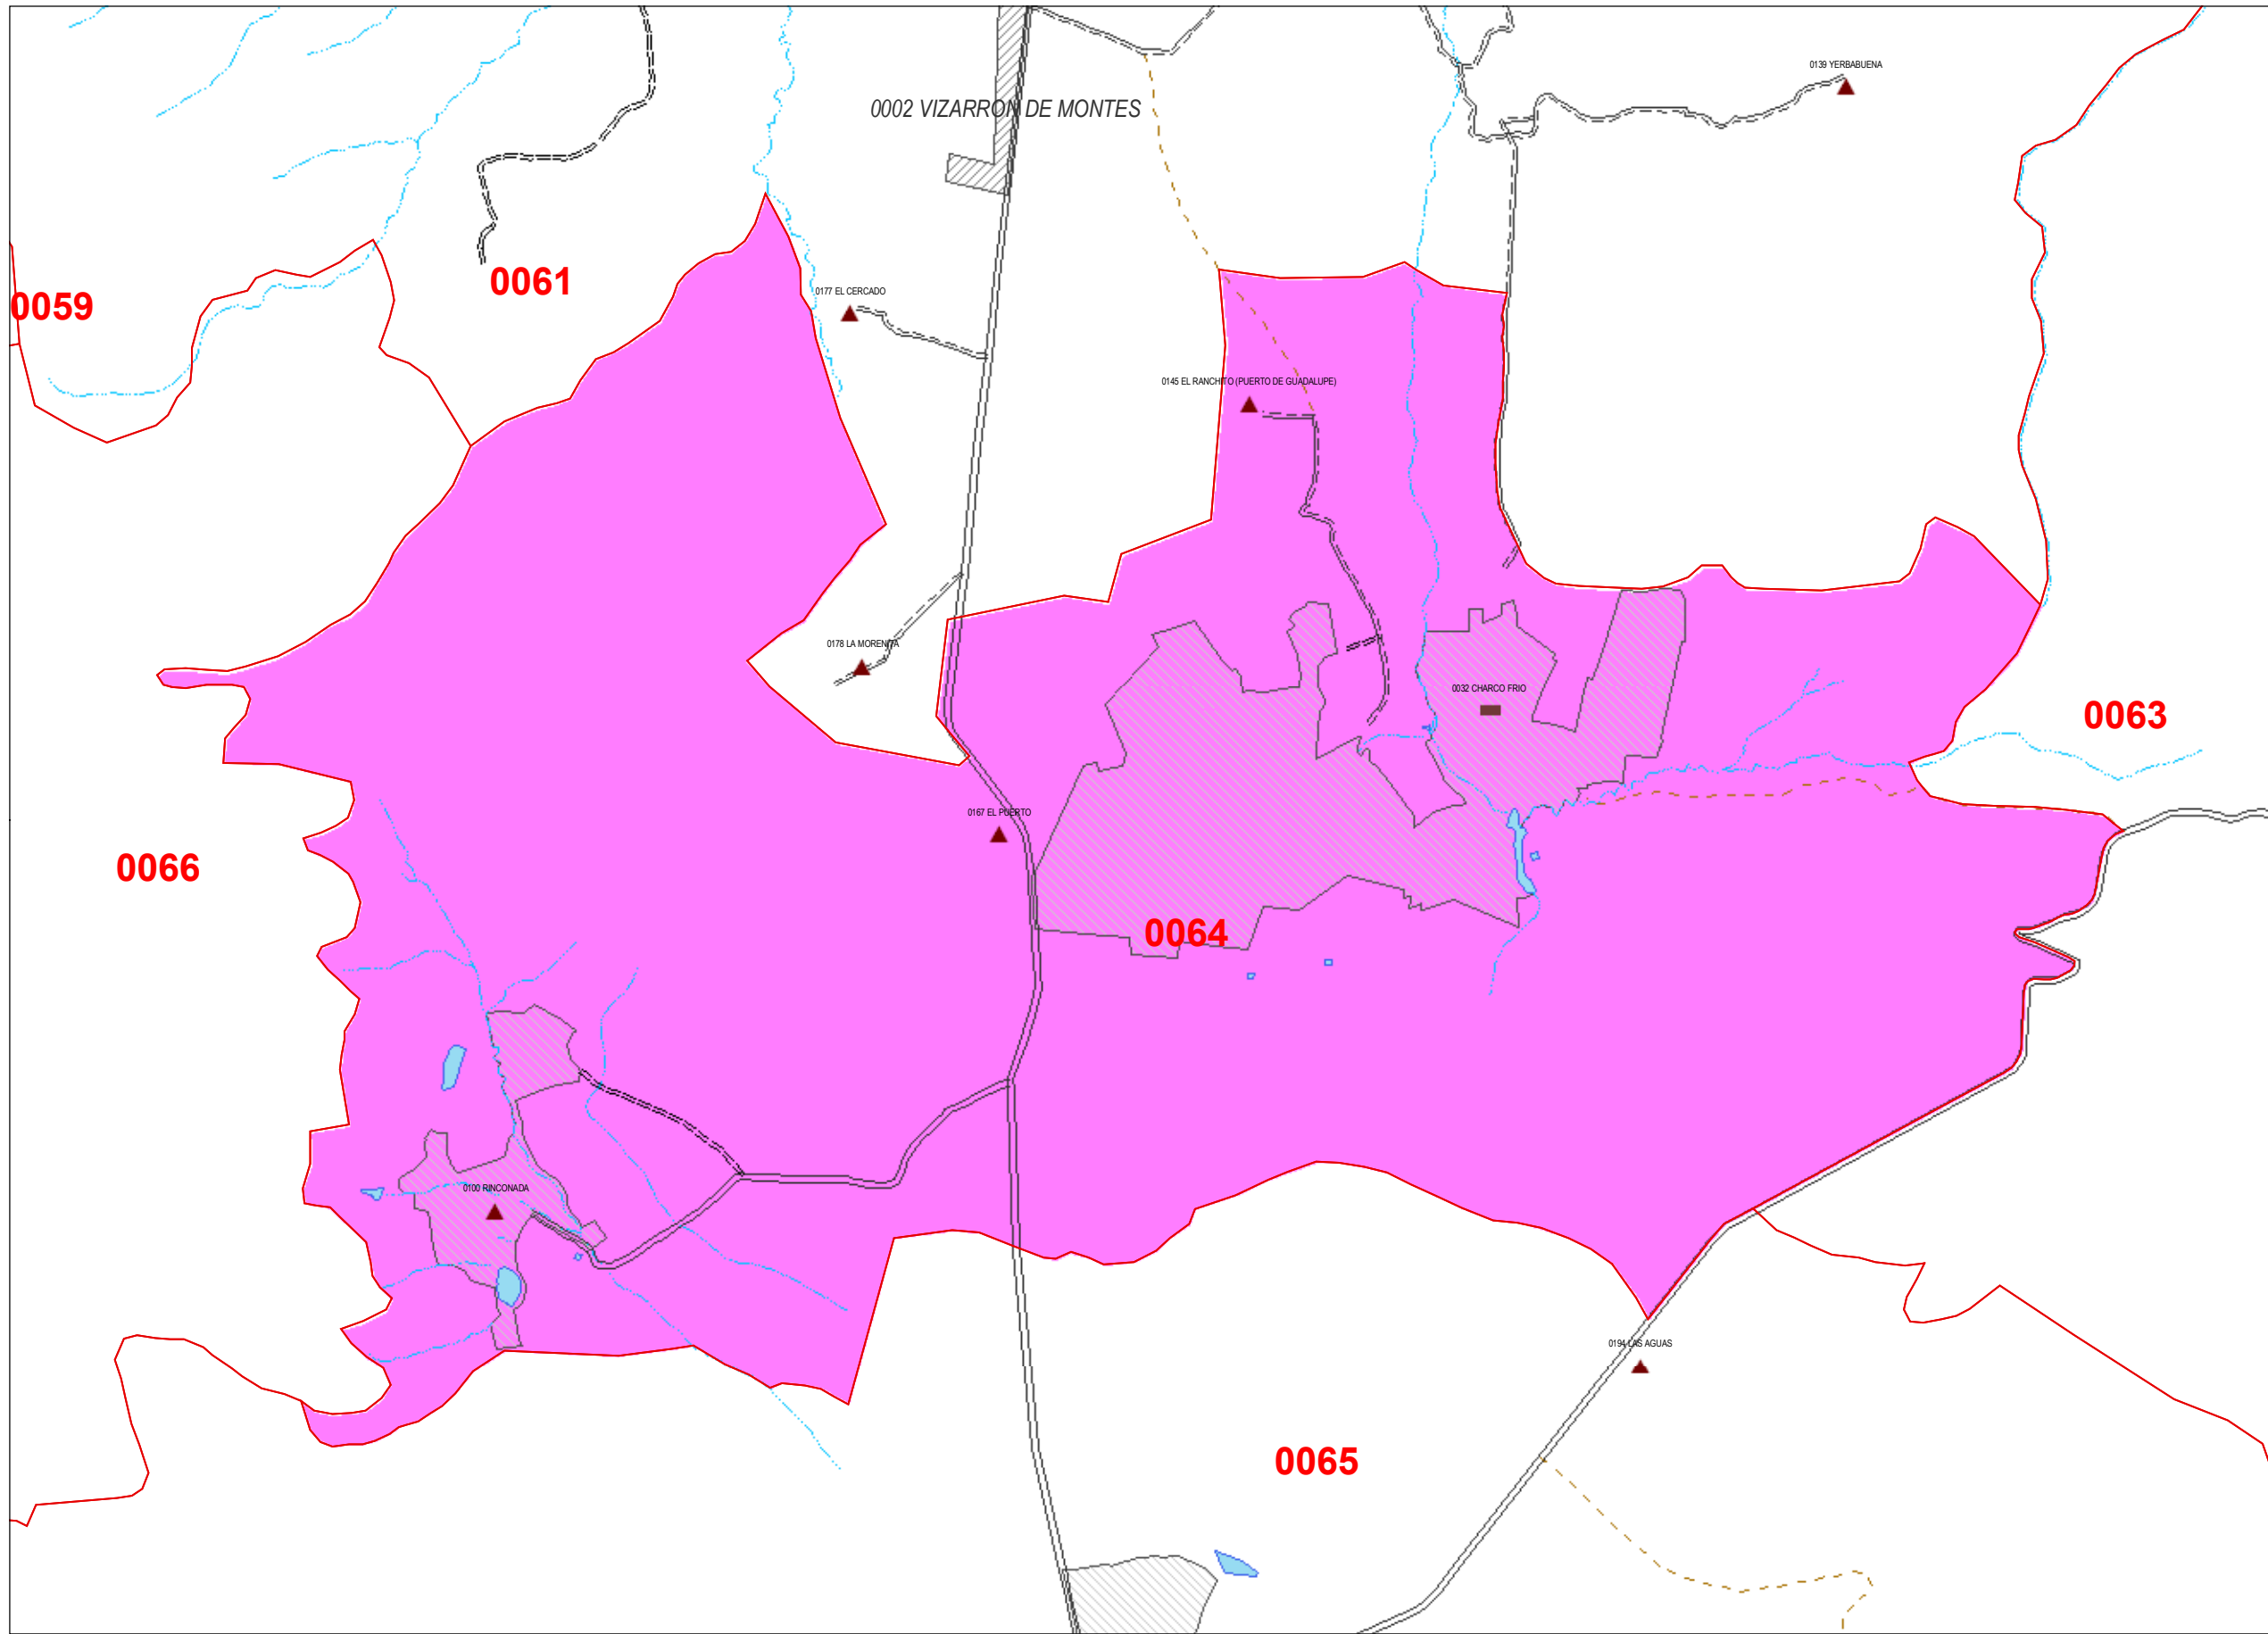 0139 YERBABUENA
0002 VIZARRON DE MONTES
0061
0177 EL CERCADO
0059
0145 EL RANCHITO (PUERTO DE GUADALUPE)
0178 LA MORENITA
0032 CHARCO FRIO
0063
0167 EL PUERTO
0066
0064
0100 RINCONADA
0194 LAS AGUAS
0065